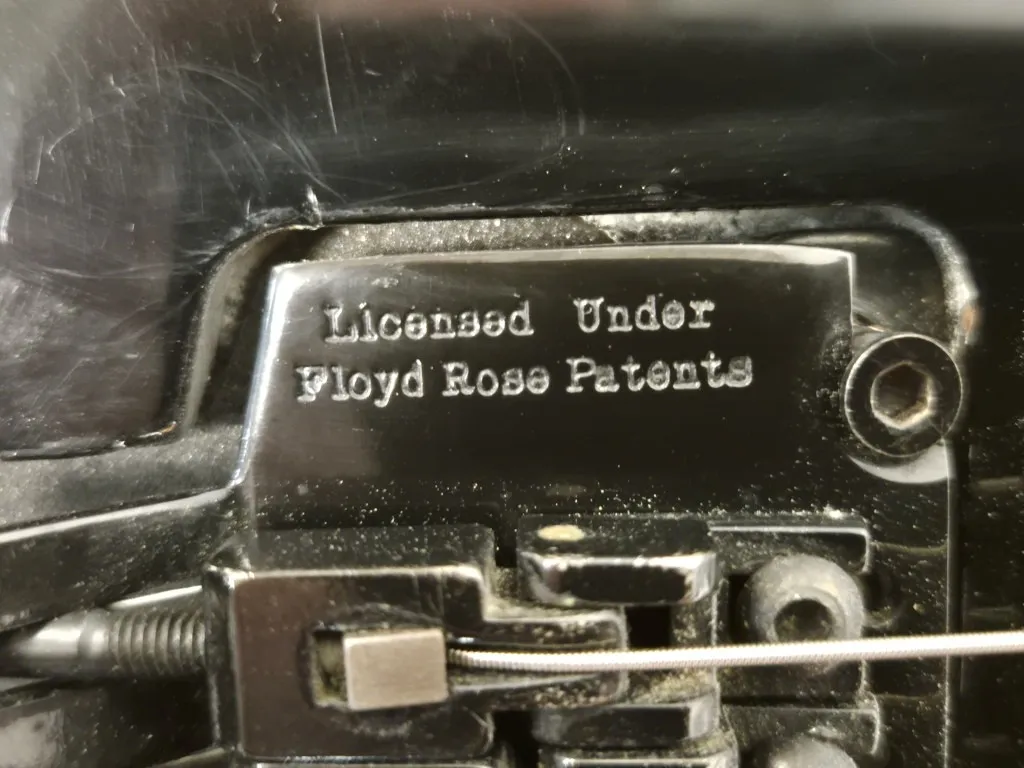 Licensed Under
Floyd Rose Patents